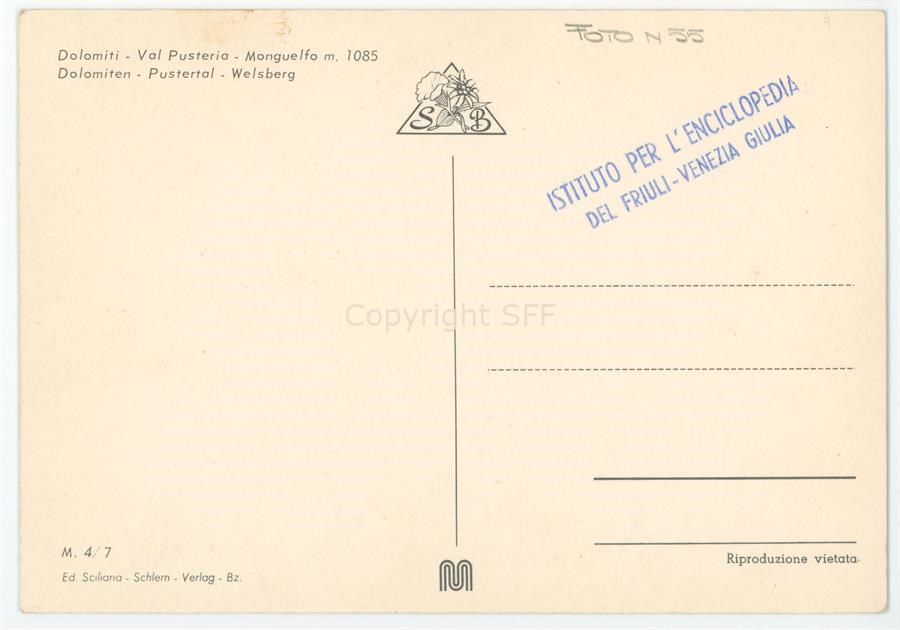 Dolomiti - Val Pusteria - Monguelfo m. 1085
Dolomiten - Pustertal - Welsberg
FOTO N 55
S B
ISTITUTO PER L'ENCICLOPEDIA
DEL FRIULI-VENEZIA GIULIA
Copyright SFF
M. 4/7
Ed. Sciliana - Schlern - Verlag - Bz.
Riproduzione vietata